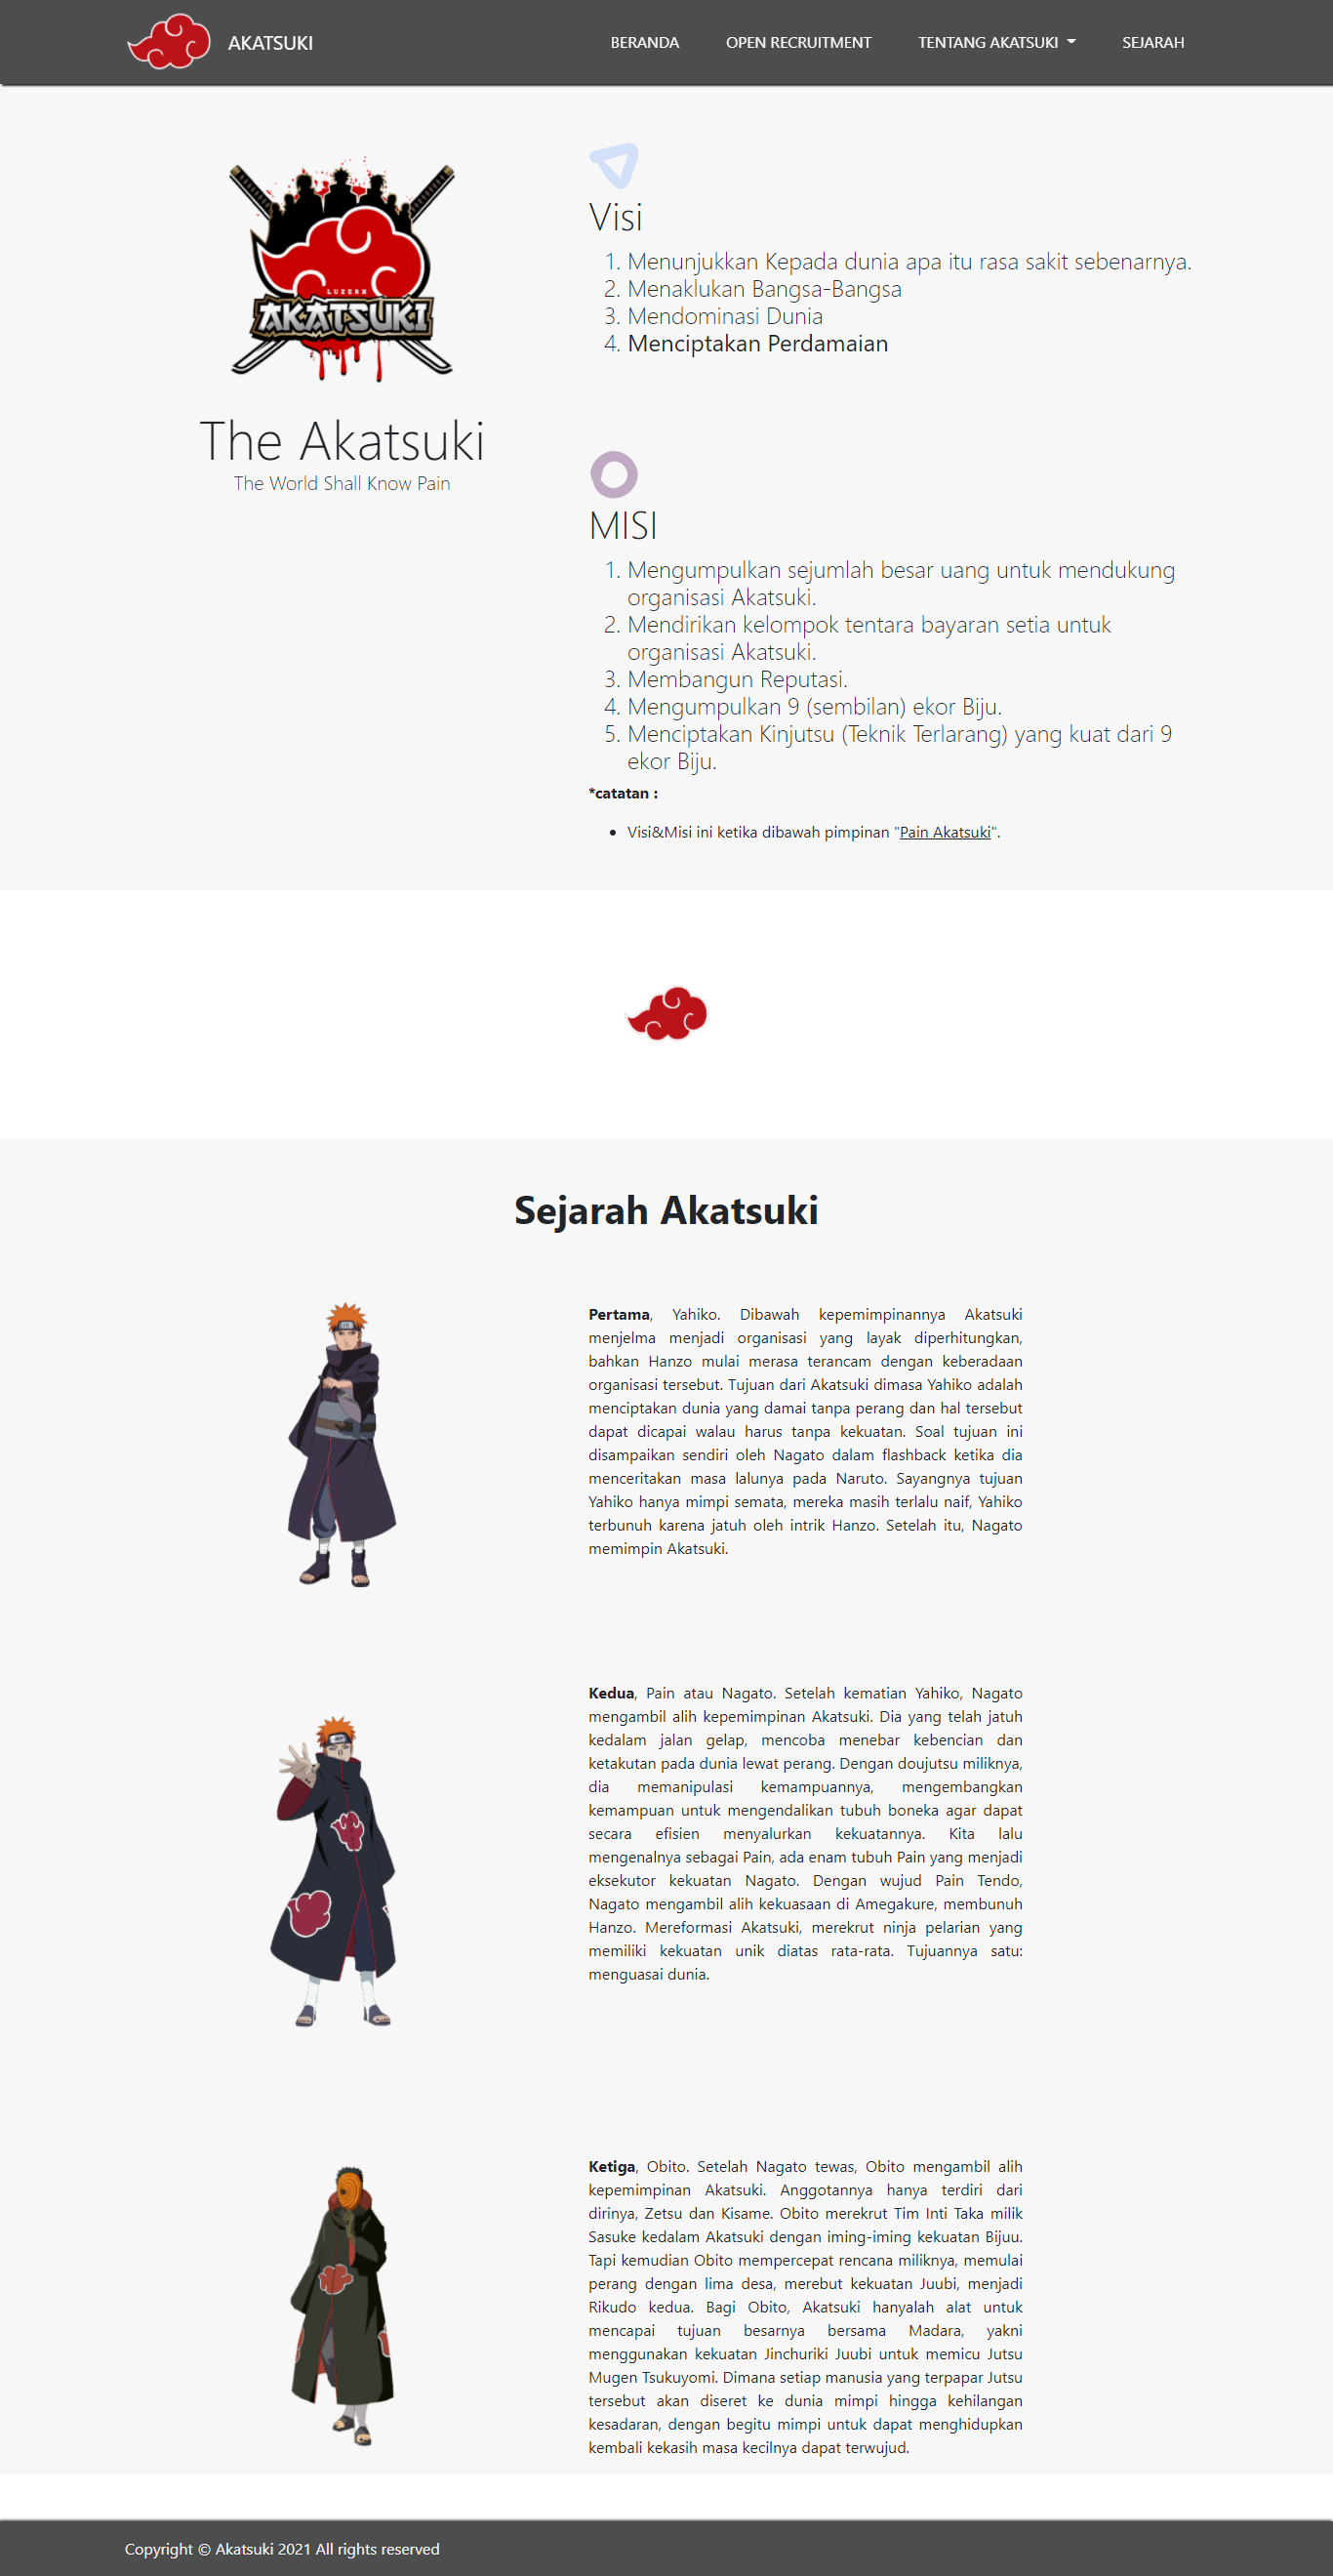 AKATSUKI
BERANDA OPEN RECRUITMENT TENTANG AKATSUKI SEJARAH
LUZERN
AKATSUKI
The Akatsuki
The World Shall Know Pain
Visi
1. Menunjukkan Kepada dunia apa itu rasa sakit sebenarnya.
2. Menaklukan Bangsa-Bangsa
3. Mendominasi Dunia
4. Menciptakan Perdamaian
MISI
1. Mengumpulkan sejumlah besar uang untuk mendukung
organisasi Akatsuki.
2. Mendirikan kelompok tentara bayaran setia untuk
organisasi Akatsuki.
3. Membangun Reputasi.
4. Mengumpulkan 9 (sembilan) ekor Biju.
5. Menciptakan Kinjutsu (Teknik Terlarang) yang kuat dari 9
ekor Biju.
*catatan :
• Visi&Misi ini ketika dibawah pimpinan "Pain Akatsuki".
Sejarah Akatsuki
Pertama, Yahiko. Dibawah kepemimpinannya Akatsuki
menjelma menjadi organisasi yang layak diperhitungkan,
bahkan Hanzo mulai merasa terancam dengan keberadaan
organisasi tersebut. Tujuan dari Akatsuki dimasa Yahiko adalah
menciptakan dunia yang damai tanpa perang dan hal tersebut
dapat dicapai walau harus tanpa kekuatan. Soal tujuan ini
disampaikan sendiri oleh Nagato dalam flashback ketika dia
menceritakan masa lalunya pada Naruto. Sayangnya tujuan
Yahiko hanya mimpi semata, mereka masih terlalu naif, Yahiko
terbunuh karena jatuh oleh intrik Hanzo. Setelah itu, Nagato
memimpin Akatsuki.
Kedua, Pain atau Nagato. Setelah kematian Yahiko, Nagato
mengambil alih kepemimpinan Akatsuki. Dia yang telah jatuh
kedalam jalan gelap, mencoba menebar kebencian dan
ketakutan pada dunia lewat perang. Dengan doujutsu miliknya,
dia memanipulasi kemampuannya, mengembangkan
kemampuan untuk mengendalikan tubuh boneka agar dapat
secara efisien menyalurkan kekuatannya. Kita lalu
mengenalnya sebagai Pain, ada enam tubuh Pain yang menjadi
eksekutor kekuatan Nagato. Dengan wujud Pain Tendo,
Nagato mengambil alih kekuasaan di Amegakure, membunuh
Hanzo. Mereformasi Akatsuki, merekrut ninja pelarian yang
memiliki kekuatan unik diatas rata-rata. Tujuannya satu:
menguasai dunia.
Ketiga, Obito. Setelah Nagato tewas, Obito mengambil alih
kepemimpinan Akatsuki. Anggotannya hanya terdiri dari
dirinya, Zetsu dan Kisame. Obito merekrut Tim Inti Taka milik
Sasuke kedalam Akatsuki dengan iming-iming kekuatan Bijuu.
Tapi kemudian Obito mempercepat rencana miliknya, memulai
perang dengan lima desa, merebut kekuatan Juubi, menjadi
Rikudo kedua. Bagi Obito, Akatsuki hanyalah alat untuk
mencapai tujuan besarnya bersama Madara, yakni
menggunakan kekuatan Jinchuriki Juubi untuk memicu Jutsu
Mugen Tsukuyomi. Dimana setiap manusia yang terpapar Jutsu
tersebut akan diseret ke dunia mimpi hingga kehilangan
kesadaran, dengan begitu mimpi untuk dapat menghidupkan
kembali kekasih masa kecilnya dapat terwujud.
Copyright © Akatsuki 2021 All rights reserved